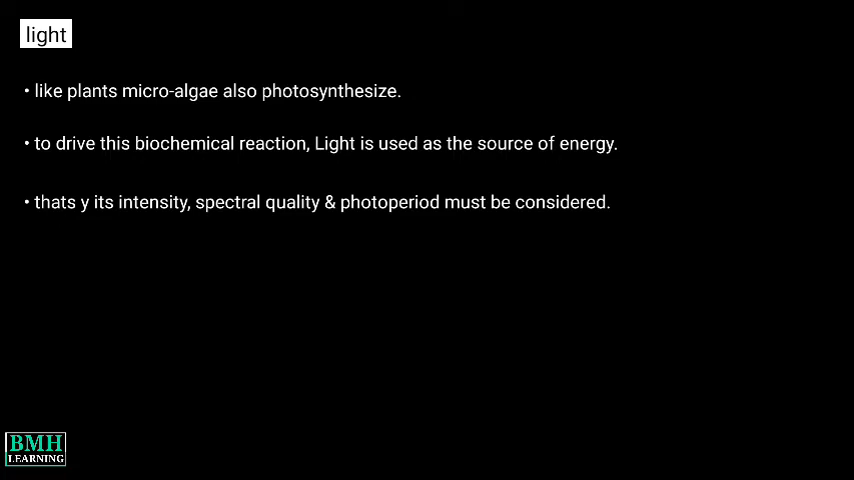 light
• like plants micro-algae also photosynthesize.
• to drive this biochemical reaction, Light is used as the source of energy.
• thats y its intensity, spectral quality & photoperiod must be considered.
BMH
LEARNING